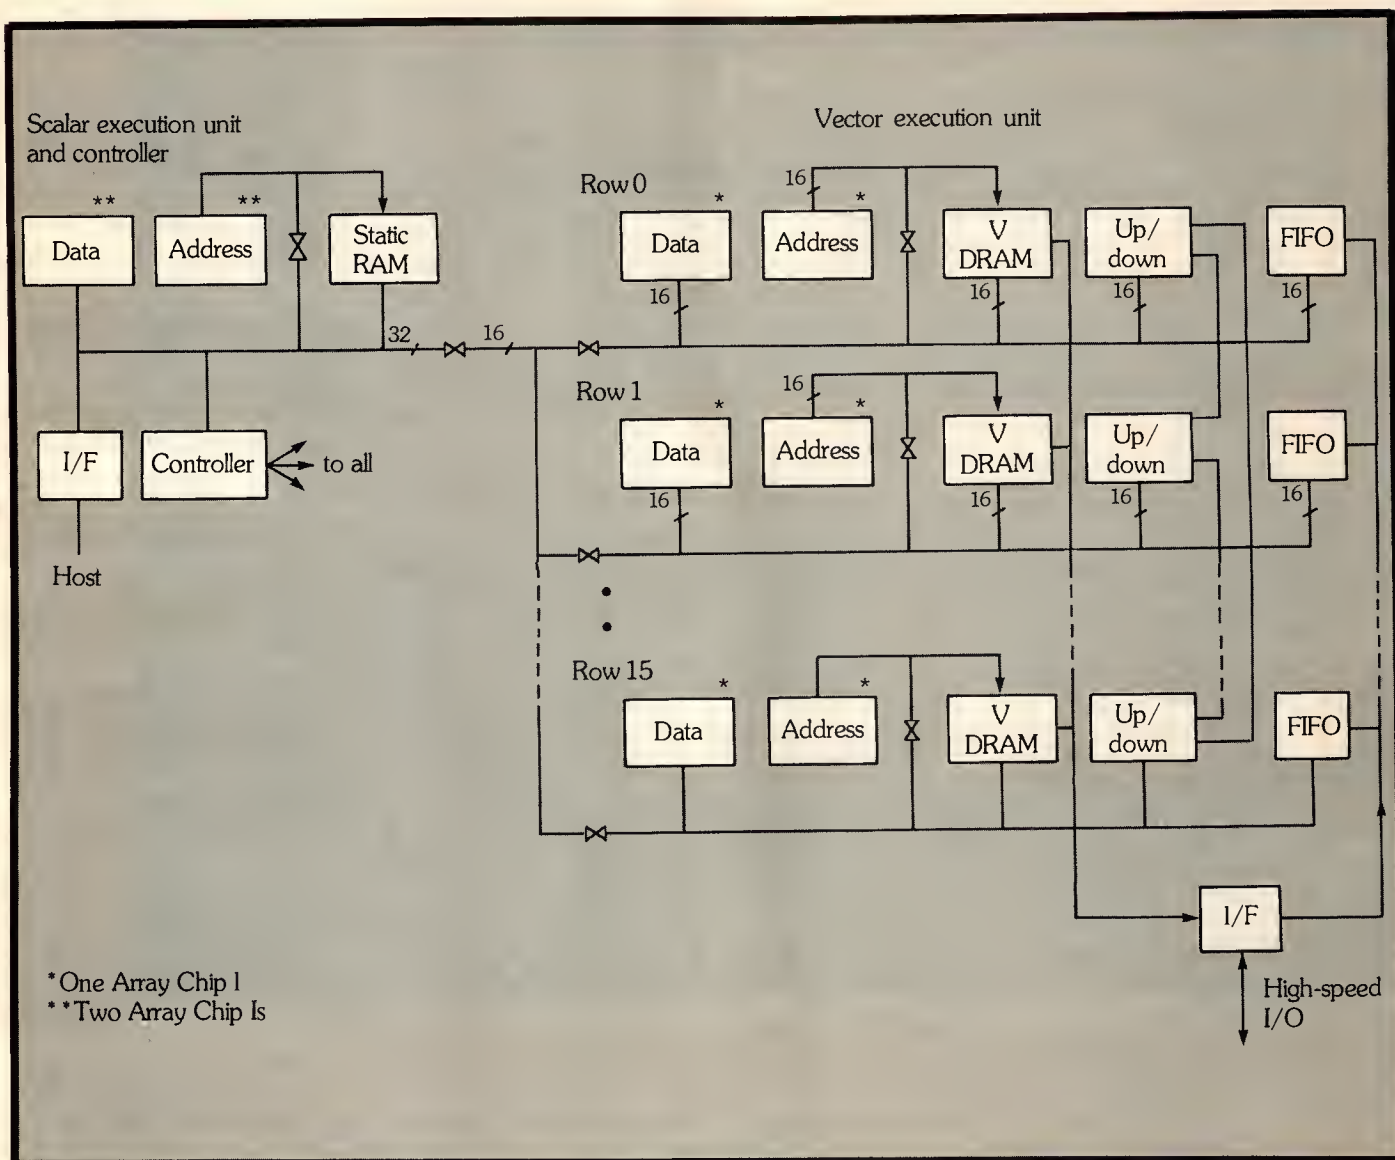 Scalar execution unit
and controller
Vector execution unit
**
Data
**
Address
Static
RAM
32
16
I/F
Controller
to all
Host
Row 0
*
Data
16
16
*
Address
V
DRAM
16
Up/
down
16
FIFO
16
Row 1
*
Data
16
16
*
Address
V
DRAM
16
Up/
down
16
FIFO
16
Row 15
*
Data
*
Address
V
DRAM
Up/
down
FIFO
I/F
High-speed
I/O
*One Array Chip I
**Two Array Chip Is